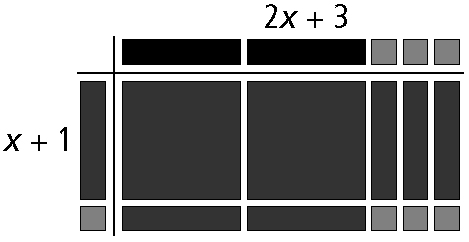 2x + 3
x + 1